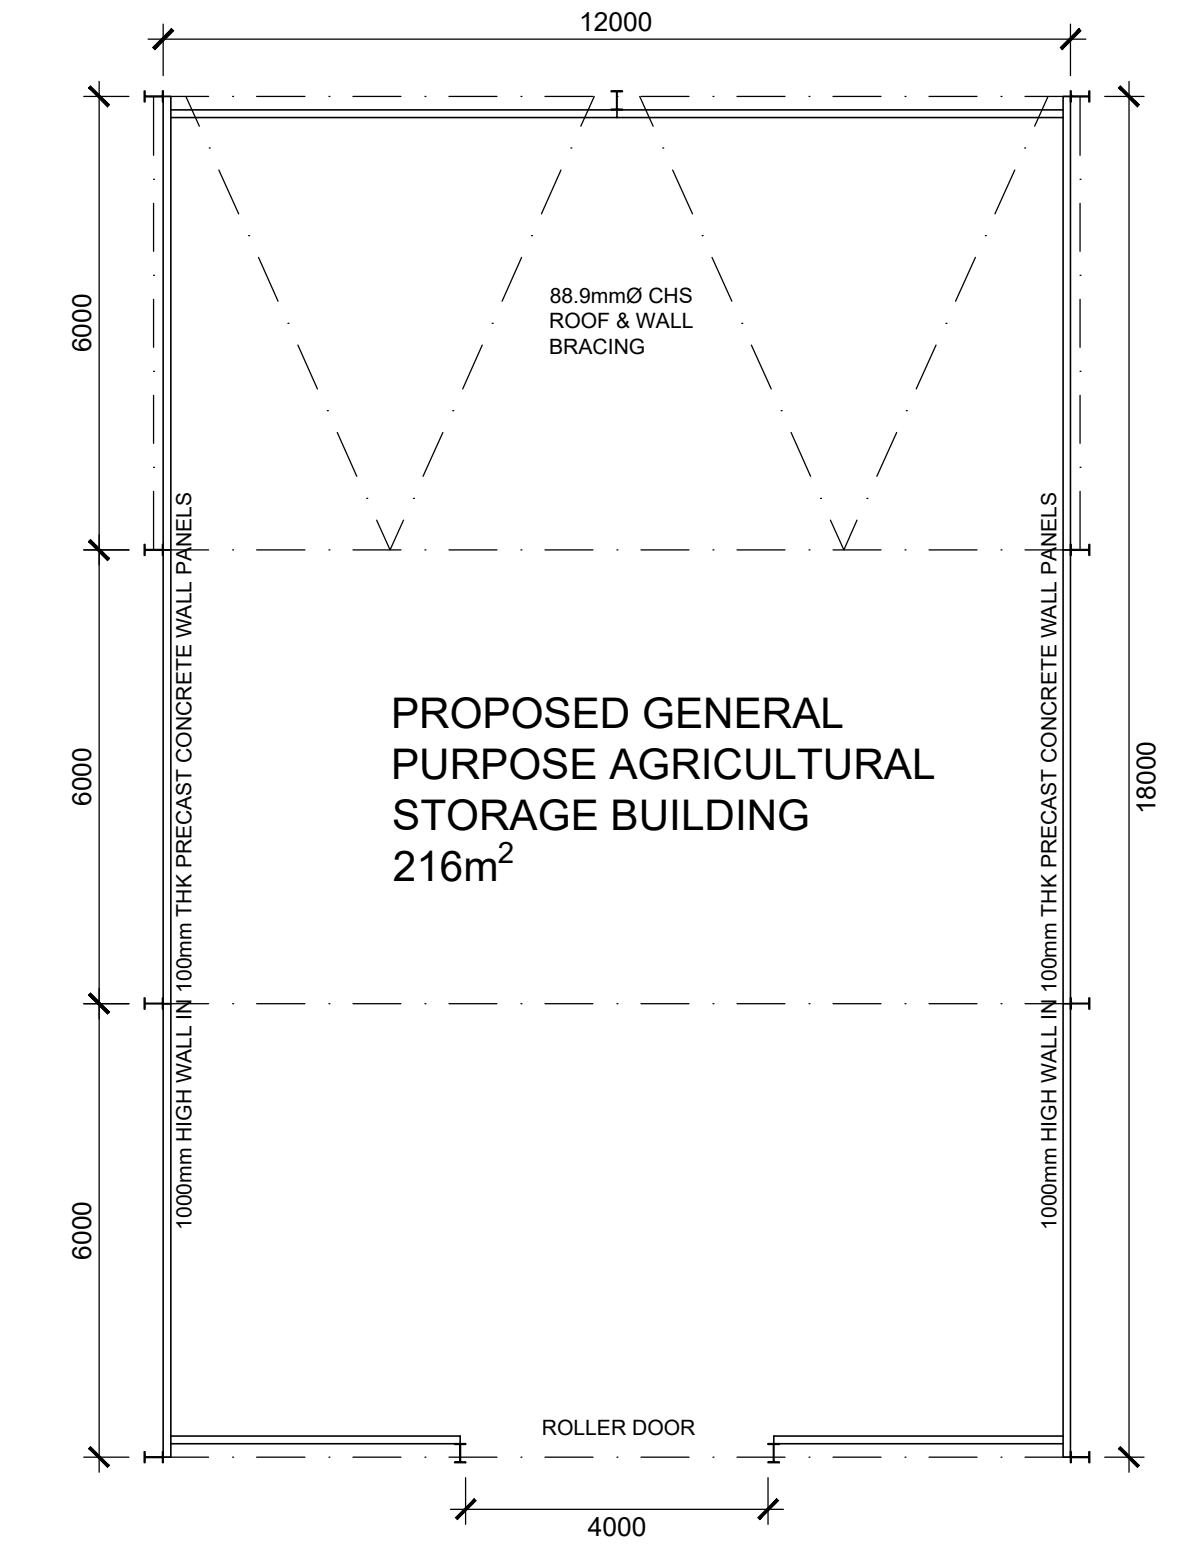 12000
6000
88.9mmØ CHS
ROOF & WALL
BRACING
1000mm HIGH WALL IN 100mm THK PRECAST CONCRETE WALL PANELS
1000mm HIGH WALL IN 100mm THK PRECAST CONCRETE WALL PANELS
PROPOSED GENERAL
PURPOSE AGRICULTURAL
STORAGE BUILDING
216m²
6000
18000
6000
ROLLER DOOR
4000